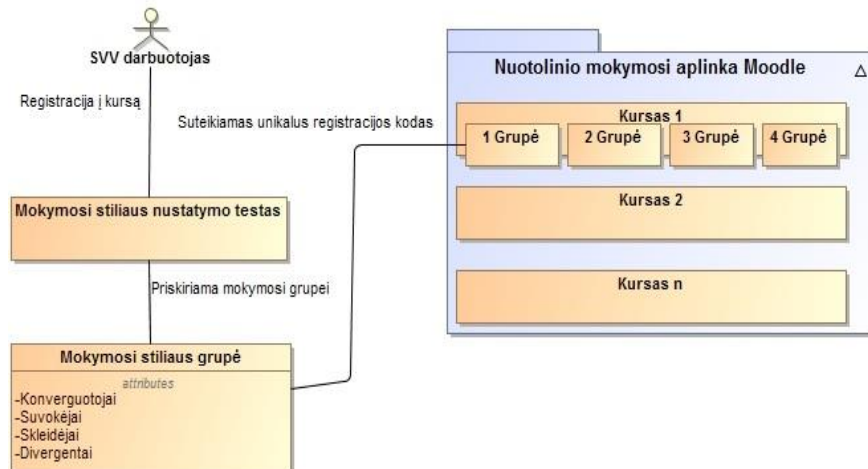 SVV darbuotojas
Registracija į kursą
Suteikiamas unikalus registracijos kodas
Mokymosi stiliaus nustatymo testas
Priskiriama mokymosi grupei
Mokymosi stiliaus grupė
attributes
-Konverguotojai
-Suvokėjai
-Skleidėjai
-Divergentai
Nuotolinio mokymosi aplinka Moodle
Kursas 1
1 Grupė
2 Grupė
3 Grupė
4 Grupė
Kursas 2
Kursas n